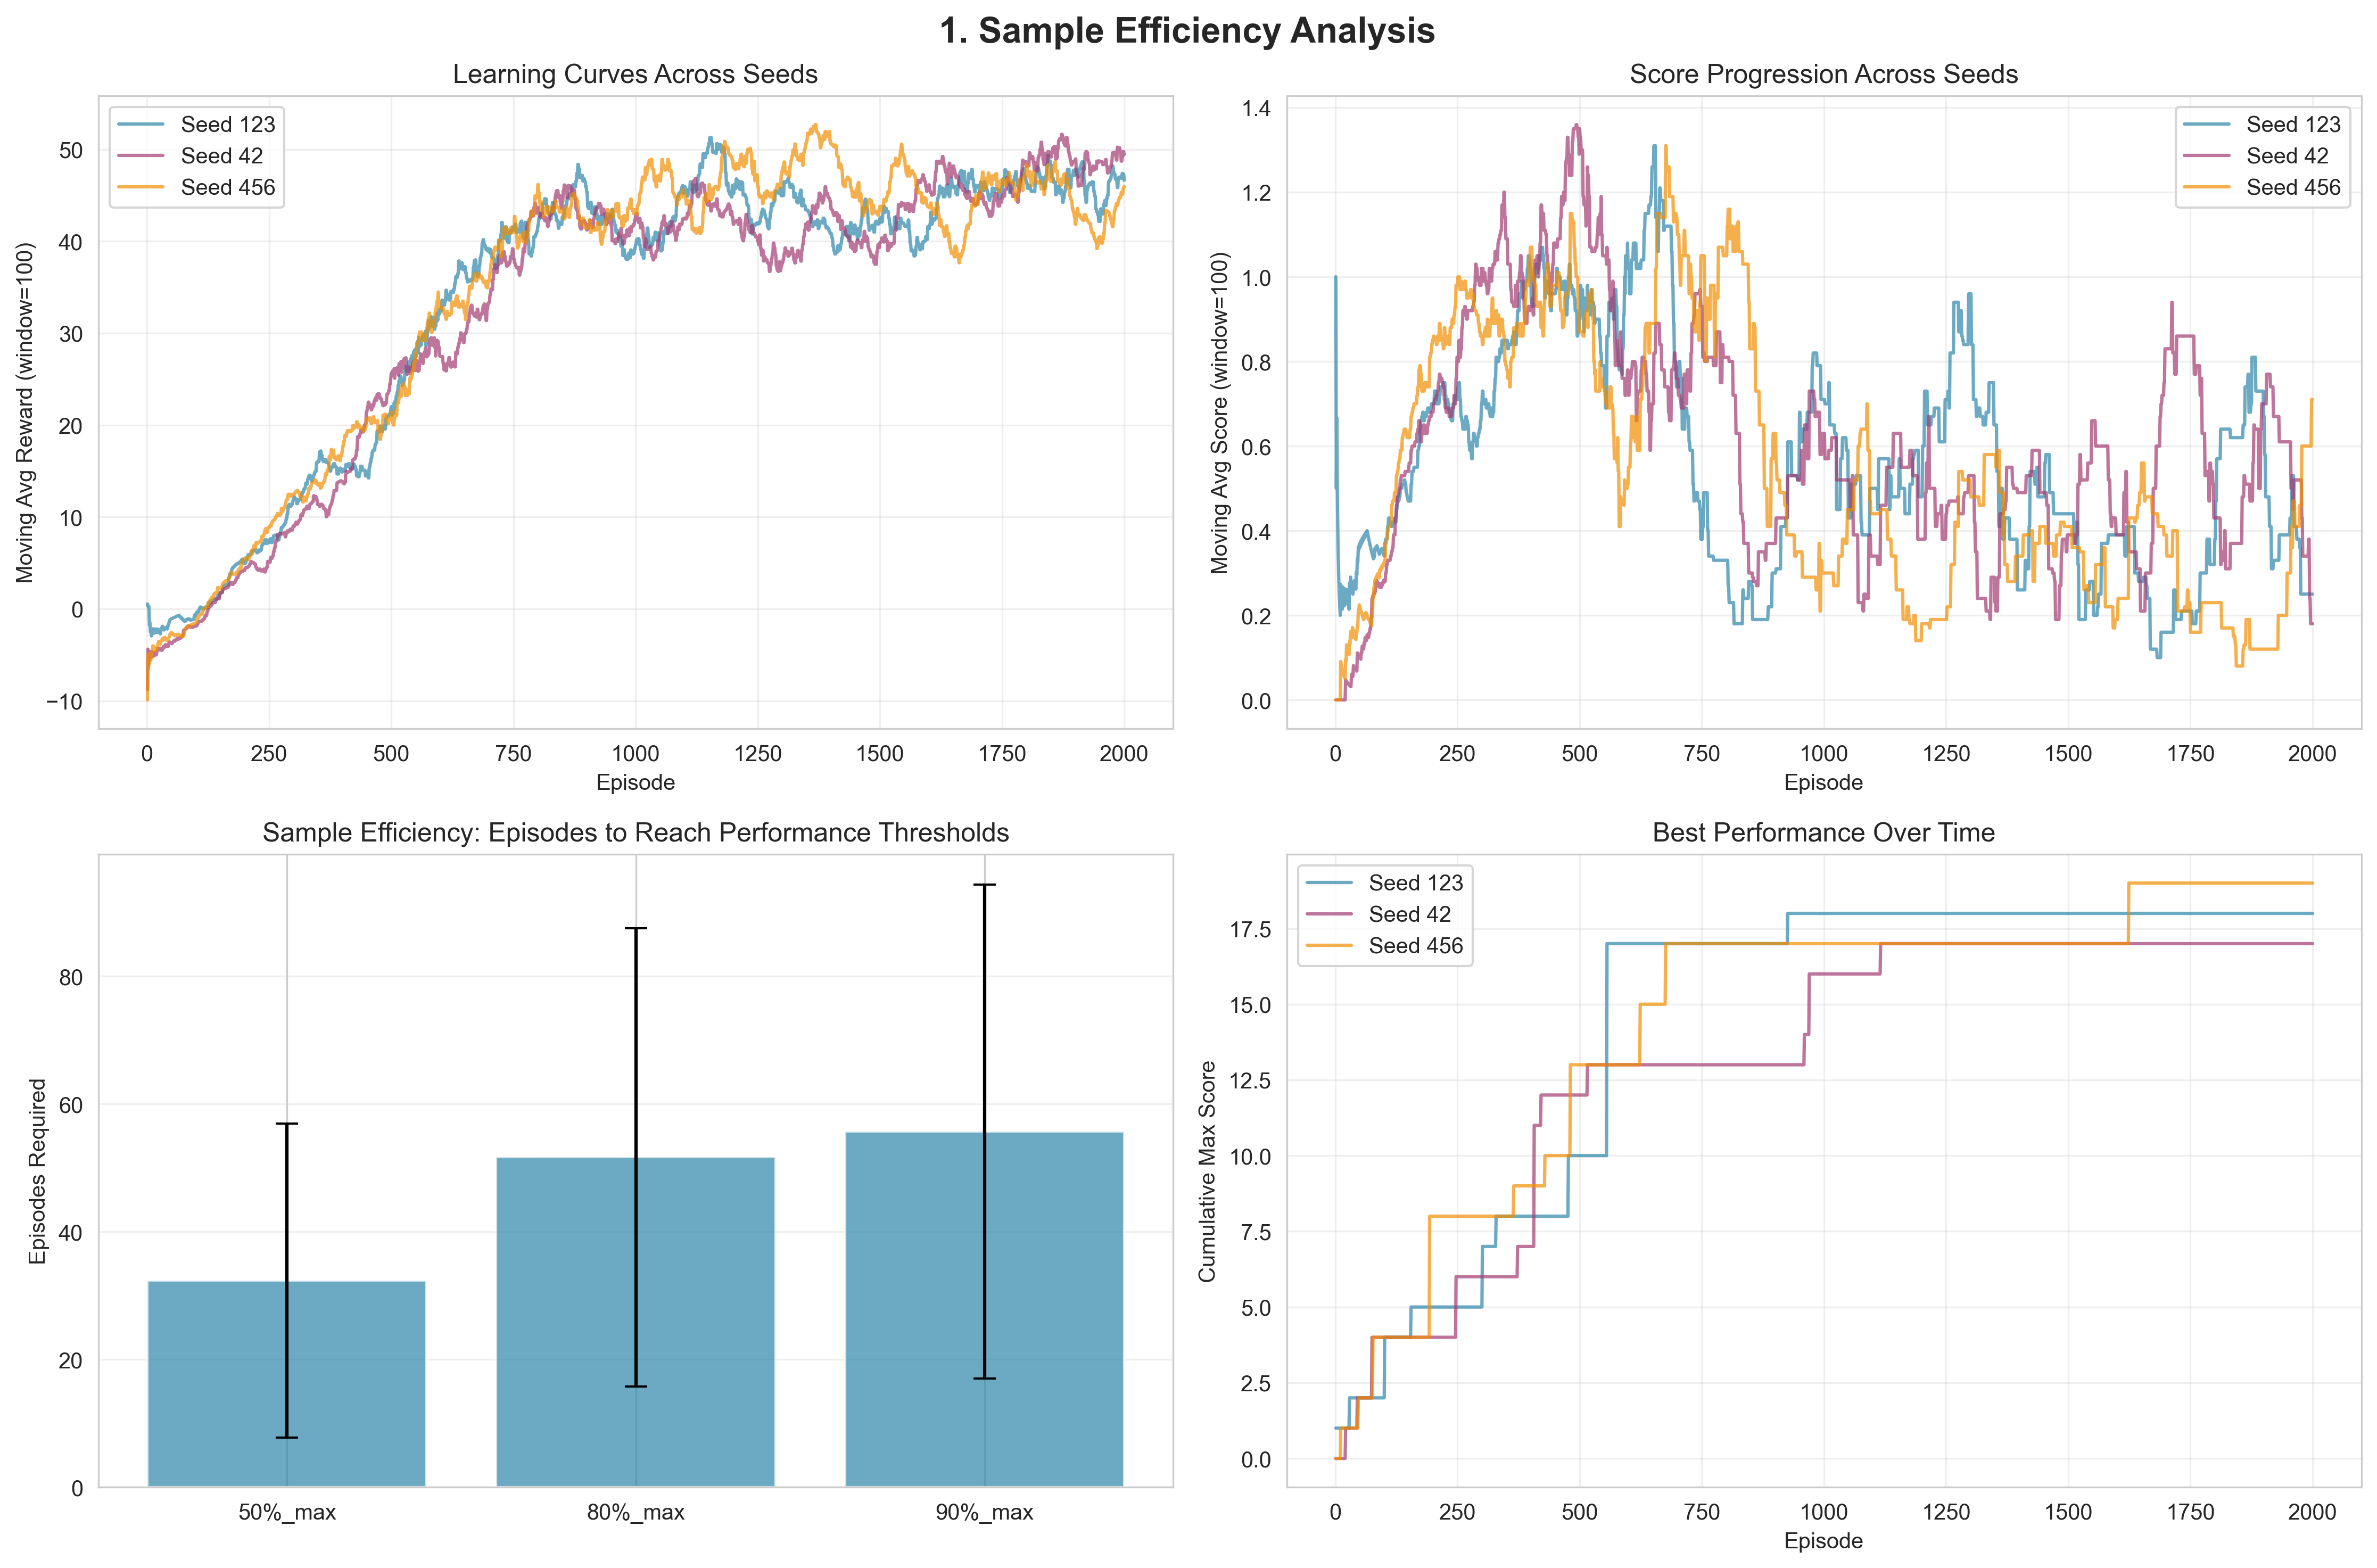 1. Sample Efficiency Analysis
Learning Curves Across Seeds
Seed 123
Seed 42
Seed 456
Moving Avg Reward (window=100)
50
40
30
20
10
0
−10
0 250 500 750 1000 1250 1500 1750 2000
Episode
Score Progression Across Seeds
Seed 123
Seed 42
Seed 456
Moving Avg Score (window=100)
1.4
1.2
1.0
0.8
0.6
0.4
0.2
0.0
0 250 500 750 1000 1250 1500 1750 2000
Episode
Sample Efficiency: Episodes to Reach Performance Thresholds
Episodes Required
80
60
40
20
0
50%_max 80%_max 90%_max
Best Performance Over Time
Seed 123
Seed 42
Seed 456
Cumulative Max Score
17.5
15.0
12.5
10.0
7.5
5.0
2.5
0.0
0 250 500 750 1000 1250 1500 1750 2000
Episode